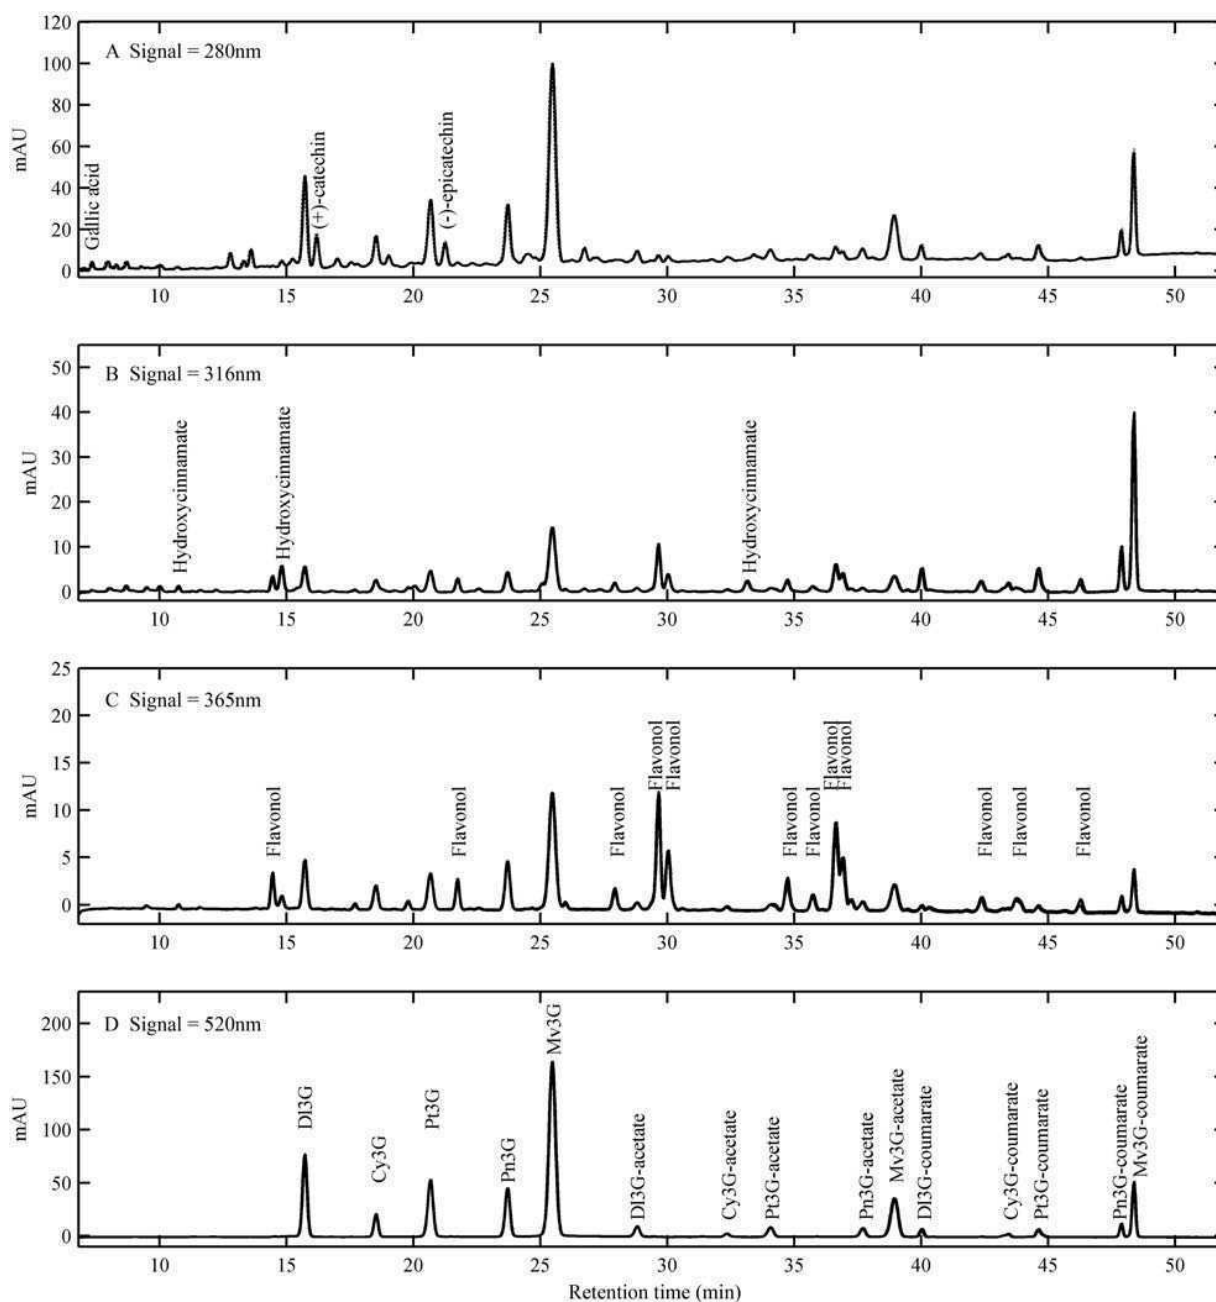 A Signal = 280nm
120
100
80
60
40
20
0
mAU
Gallic acid
(+)-catechin
(-)-epicatechin
10
15
20
25
30
35
40
45
50
B Signal = 316nm
50
40
30
20
10
0
mAU
Hydroxycinnamate
Hydroxycinnamate
Hydroxycinnamate
10
15
20
25
30
35
40
45
50
C Signal = 365nm
25
20
15
10
5
0
mAU
Flavonol
Flavonol
Flavonol
Flavonol
Flavonol
Flavonol
Flavonol
Flavonol
Flavonol
Flavonol
Flavonol
Flavonol
10
15
20
25
30
35
40
45
50
D Signal = 520nm
200
150
100
50
0
mAU
Dl3G
Cy3G
Pt3G
Pn3G
Mv3G
Dl3G-acetate
Cy3G-acetate
Pt3G-acetate
Pn3G-acetate
Mv3G-acetate
Dl3G-coumarate
Cy3G-coumarate
Pt3G-coumarate
Pn3G-coumarate
Mv3G-coumarate
10
15
20
25
30
35
40
45
50
Retention time (min)